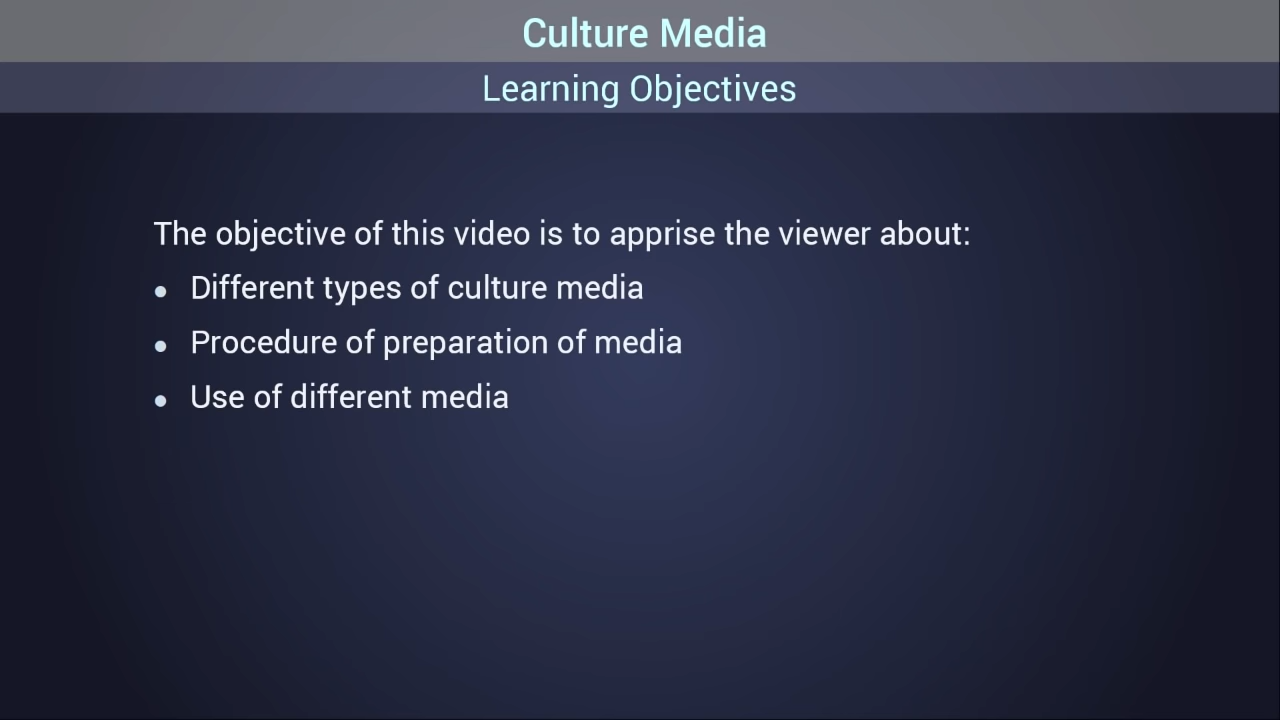 Culture Media
Learning Objectives
The objective of this video is to apprise the viewer about:
• Different types of culture media
• Procedure of preparation of media
• Use of different media